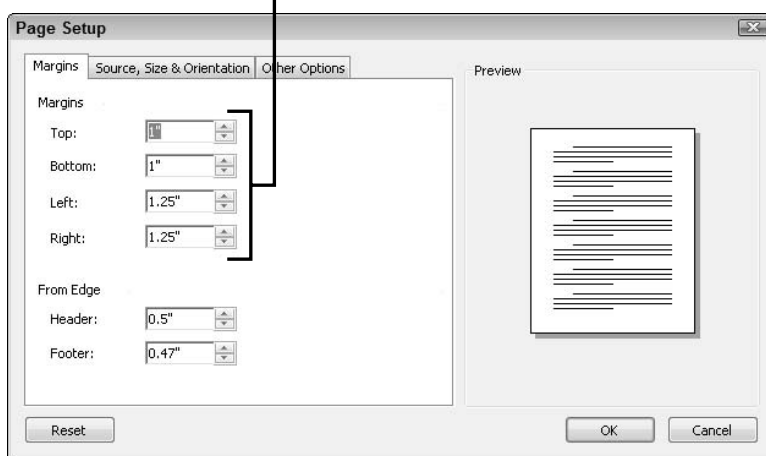 Page Setup
Margins
Source, Size & Orientation
Other Options
Preview
Margins
Top: 1"
Bottom: 1"
Left: 1.25"
Right: 1.25"
From Edge
Header: 0.5"
Footer: 0.47"
Reset
OK
Cancel